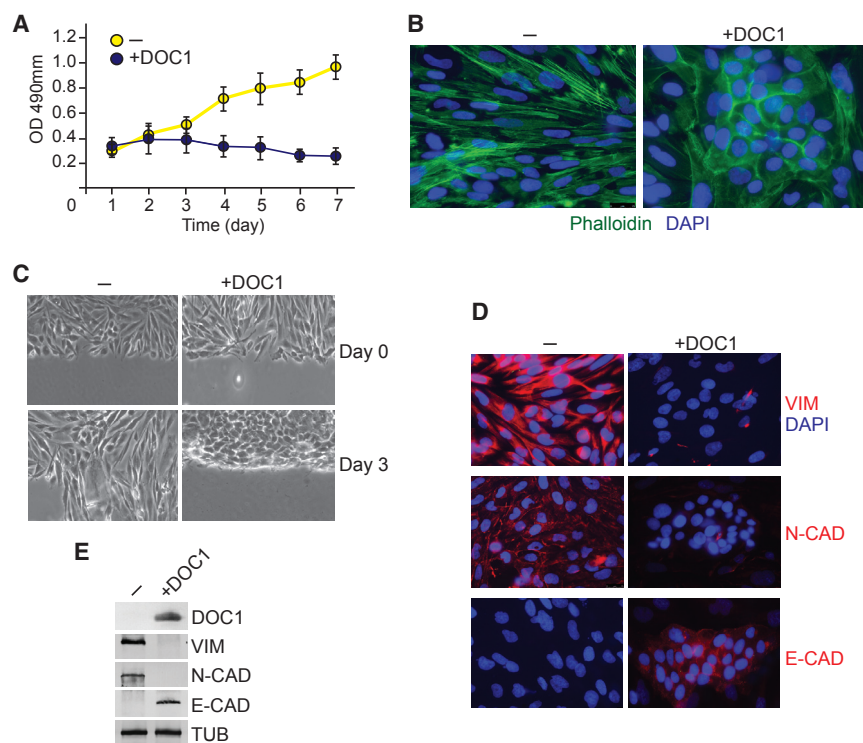 A
—
+DOC1
OD 490mm
1.2
1.0
0.8
0.6
0.4
0.2
0
1 2 3 4 5 6 7
Time (day)
B
— +DOC1
Phalloidin DAPI
C
— +DOC1
Day 0
Day 3
D
— +DOC1
VIM
DAPI
N-CAD
E-CAD
E
— +DOC1
DOC1
VIM
N-CAD
E-CAD
TUB